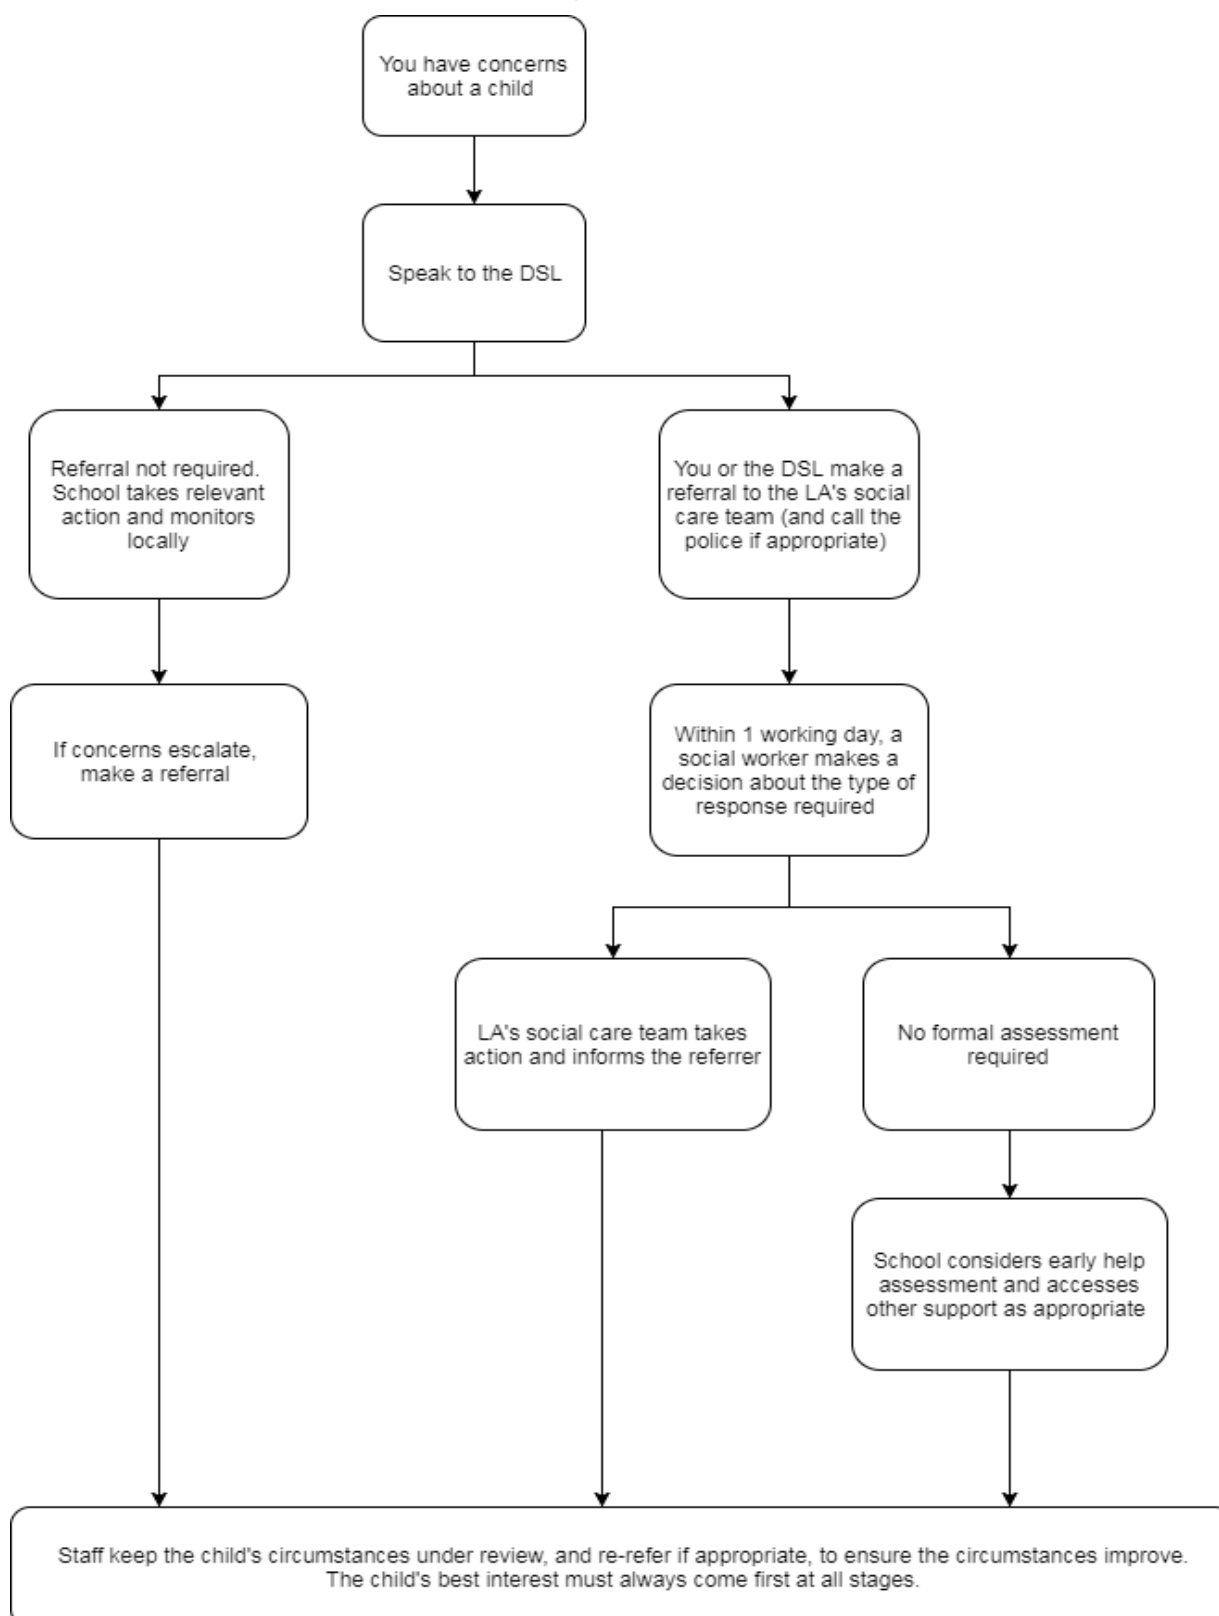 You have concerns
about a child
Speak to the DSL
Referral not required.
School takes relevant
action and monitors
locally
You or the DSL make a
referral to the LA's social
care team (and call the
police if appropriate)
If concerns escalate,
make a referral
Within 1 working day, a
social worker makes a
decision about the type of
response required
LA's social care team takes
action and informs the referrer
No formal assessment
required
School considers early help
assessment and accesses
other support as appropriate
Staff keep the child's circumstances under review, and re-refer if appropriate, to ensure the circumstances improve.
The child's best interest must always come first at all stages.